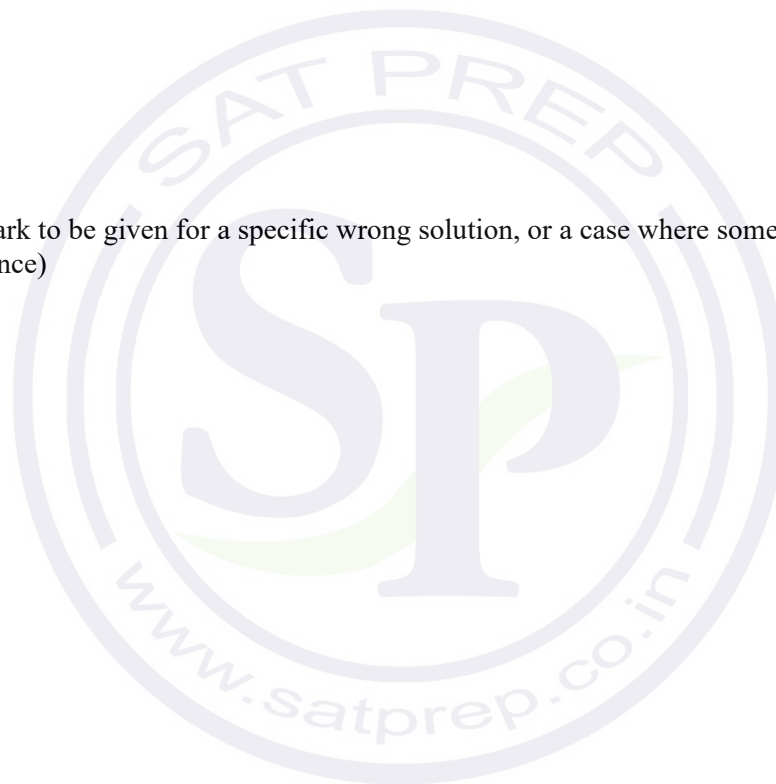 SAT PREP
ark to be given for a specific wrong solution, or a case where some
nce)
SP
www.satprep.co.in